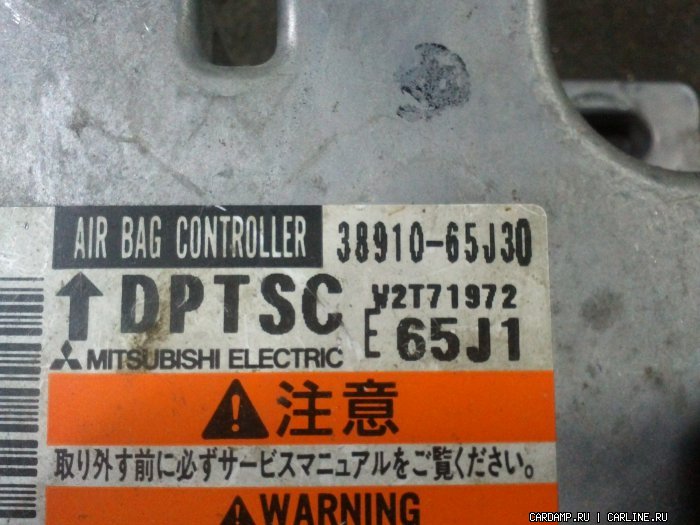 AIR BAG CONTROLLER 38910-65J30
↑ DPTSC W2T71972
E 65J1
MITSUBISHI ELECTRIC
注意
取り外す前に必ずサービスマニュアルをご覧ください。
WARNING
CARDAMP.RU | CARLINE.RU